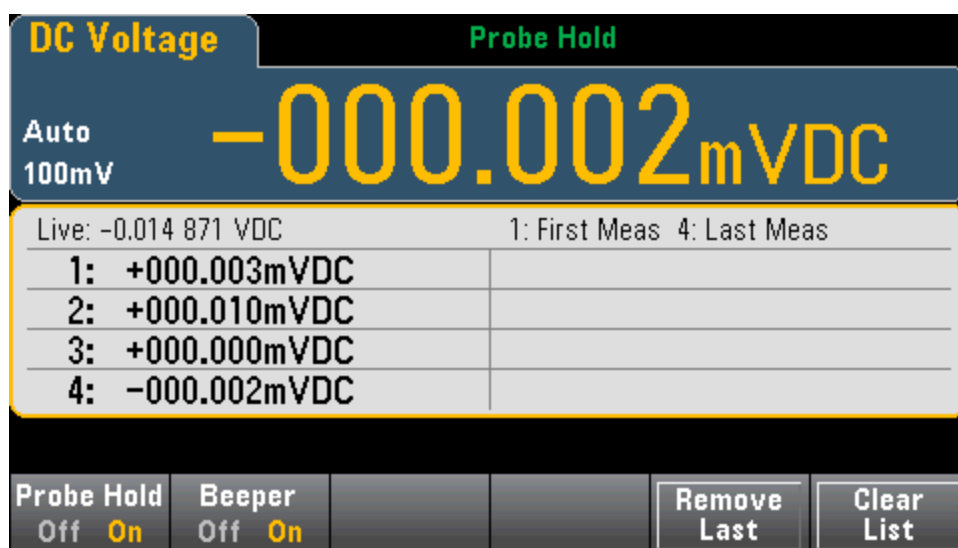 DC Voltage Probe Hold
Auto
100mV
−000.002mVDC
Live: -0.014 871 VDC 1: First Meas 4: Last Meas
1: +000.003mVDC
2: +000.010mVDC
3: +000.000mVDC
4: −000.002mVDC
Probe Hold Beeper Remove Clear
Off On Off On Last List